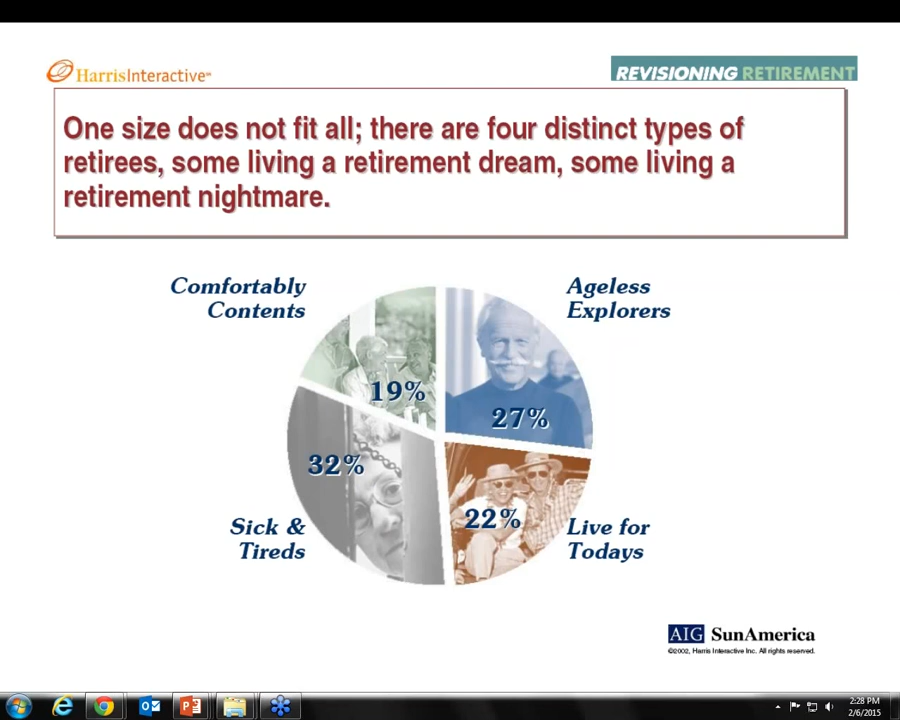 HarrisInteractive℠
REVISIONING RETIREMENT
One size does not fit all; there are four distinct types of
retirees, some living a retirement dream, some living a
retirement nightmare.
Comfortably
Contents
Ageless
Explorers
19%
27%
32%
22%
Sick &
Tireds
Live for
Todays
AIG SunAmerica
©2002, Harris Interactive Inc. All rights reserved.
2:28 PM
2/6/2015